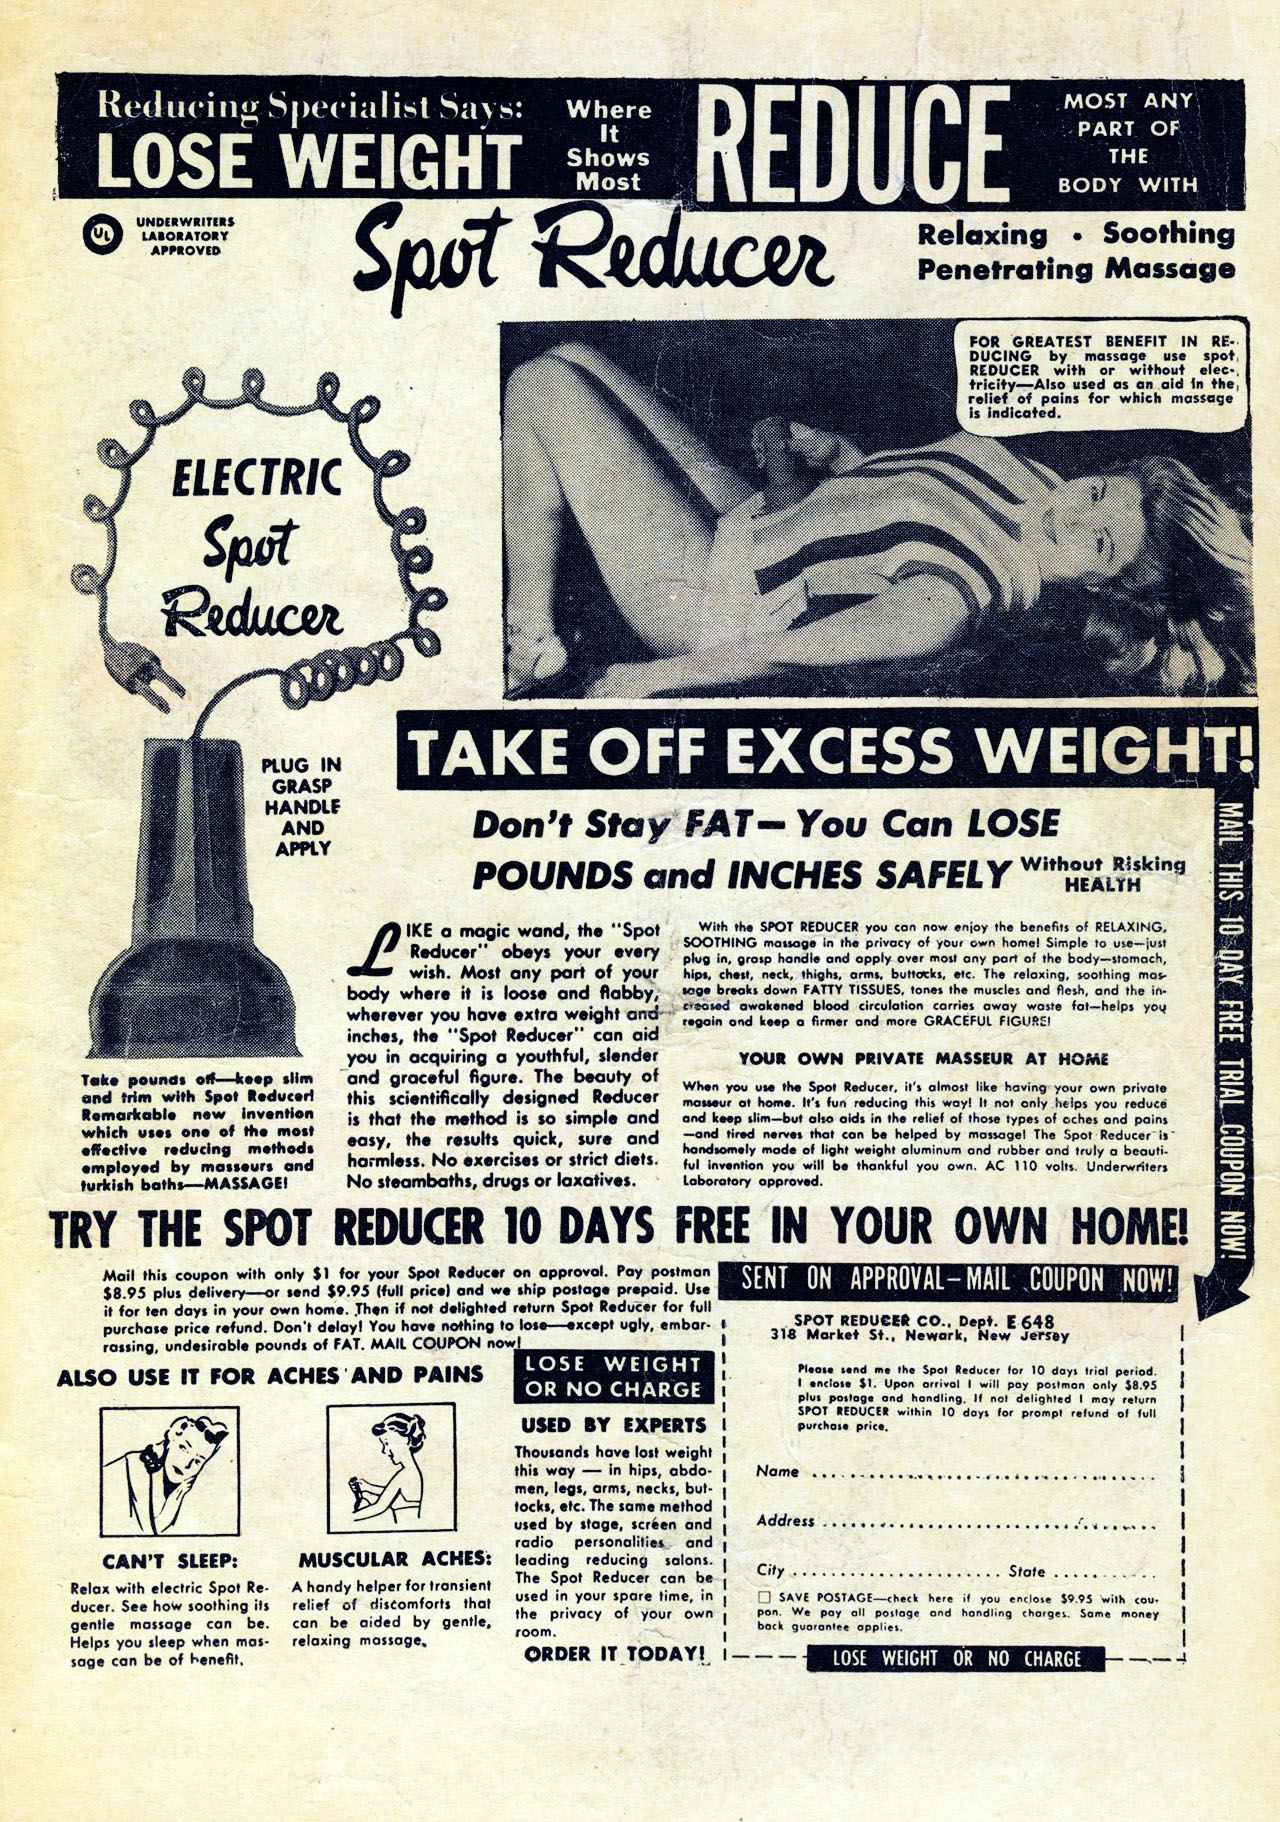 Reducing Specialist Says:
LOSE WEIGHT
Where
It
Shows
Most
REDUCE
MOST ANY
PART OF
THE
BODY WITH
UL
UNDERWRITERS
LABORATORY
APPROVED
Spot Reducer
Relaxing • Soothing
Penetrating Massage
FOR GREATEST BENEFIT IN RE-
DUCING by massage use spot
REDUCER with or without elec-
tricity—Also used as an aid in the
relief of pains for which massage
is indicated.
ELECTRIC
Spot
Reducer
PLUG IN
GRASP
HANDLE
AND
APPLY
TAKE OFF EXCESS WEIGHT!
Don't Stay FAT— You Can LOSE
POUNDS and INCHES SAFELY Without Risking
HEALTH
MAIL THIS 10 DAY FREE TRIAL COUPON NOW!
Take pounds off—keep slim
and trim with Spot Reducer!
Remarkable new invention
which uses one of the most
effective reducing methods
employed by masseurs and
turkish baths—MASSAGE!
LIKE a magic wand, the "Spot
Reducer" obeys your every
wish. Most any part of your
body where it is loose and flabby,
wherever you have extra weight and
inches, the "Spot Reducer" can aid
you in acquiring a youthful, slender
and graceful figure. The beauty of
this scientifically designed Reducer
is that the method is so simple and
easy, the results quick, sure and
harmless. No exercises or strict diets.
No steambaths, drugs or laxatives.
With the SPOT REDUCER you can now enjoy the benefits of RELAXING,
SOOTHING massage in the privacy of your own home! Simple to use—just
plug in, grasp handle and apply over most any part of the body—stomach,
hips, chest, neck, thighs, arms, buttocks, etc. The relaxing, soothing mas-
sage breaks down FATTY TISSUES, tones the muscles and flesh, and the in-
creased awakened blood circulation carries away waste fat—helps you
regain and keep a firmer and more GRACEFUL FIGURE!
YOUR OWN PRIVATE MASSEUR AT HOME
When you use the Spot Reducer, it's almost like having your own private
masseur at home. It's fun reducing this way! It not only helps you reduce
and keep slim—but also aids in the relief of those types of aches and pains
—and tired nerves that can be helped by massage! The Spot Reducer is
handsomely made of light weight aluminum and rubber and truly a beauti-
ful invention you will be thankful you own. AC 110 volts. Underwriters
Laboratory approved.
TRY THE SPOT REDUCER 10 DAYS FREE IN YOUR OWN HOME!
Mail this coupon with only $1 for your Spot Reducer on approval. Pay postman
$8.95 plus delivery—or send $9.95 (full price) and we ship postage prepaid. Use
it for ten days in your own home. Then if not delighted return Spot Reducer for full
purchase price refund. Don't delay! You have nothing to lose—except ugly, embar-
rassing, undesirable pounds of FAT. MAIL COUPON now!
ALSO USE IT FOR ACHES AND PAINS
CAN'T SLEEP:
Relax with electric Spot Re-
ducer. See how soothing its
gentle massage can be.
Helps you sleep when mas-
sage can be of benefit.
MUSCULAR ACHES:
A handy helper for transient
relief of discomforts that
can be aided by gentle,
relaxing massage.
LOSE WEIGHT
OR NO CHARGE
USED BY EXPERTS
Thousands have lost weight
this way — in hips, abdo-
men, legs, arms, necks, but-
tocks, etc. The same method
used by stage, screen and
radio personalities and
leading reducing salons.
The Spot Reducer can be
used in your spare time, in
the privacy of your own
room.
ORDER IT TODAY!
SENT ON APPROVAL—MAIL COUPON NOW!
SPOT REDUCER CO., Dept. E 648
318 Market St., Newark, New Jersey
Please send me the Spot Reducer for 10 days trial period.
I enclose $1. Upon arrival I will pay postman only $8.95
plus postage and handling. If not delighted I may return
SPOT REDUCER within 10 days for prompt refund of full
purchase price.
Name
Address
City State
SAVE POSTAGE—check here if you enclose $9.95 with cou-
pon. We pay all postage and handling charges. Same money
back guarantee applies.
LOSE WEIGHT OR NO CHARGE